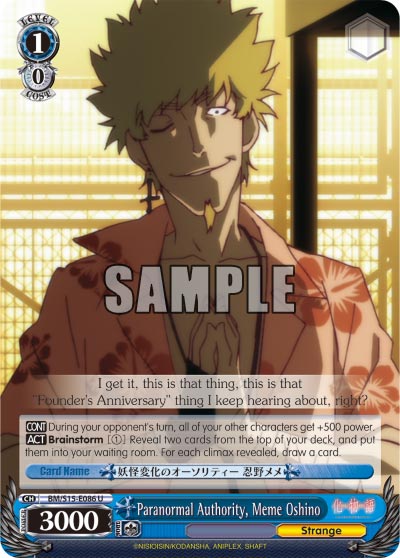 LEVEL
1
0
COST
SAMPLE
I get it, this is that thing, this is that
"Founder's Anniversary" thing I keep hearing about, right?
CONT During your opponent's turn, all of your other characters get +500 power.
ACT Brainstorm [①] Reveal two cards from the top of your deck, and put
them into your waiting room. For each climax revealed, draw a card.
Card Name 妖怪変化のオーソリティー 忍野メメ
CH BM/S15-E086 U
Paranormal Authority, Meme Oshino 化物語
POWER 3000
Strange
©NISIOISIN/KODANSHA, ANIPLEX, SHAFT